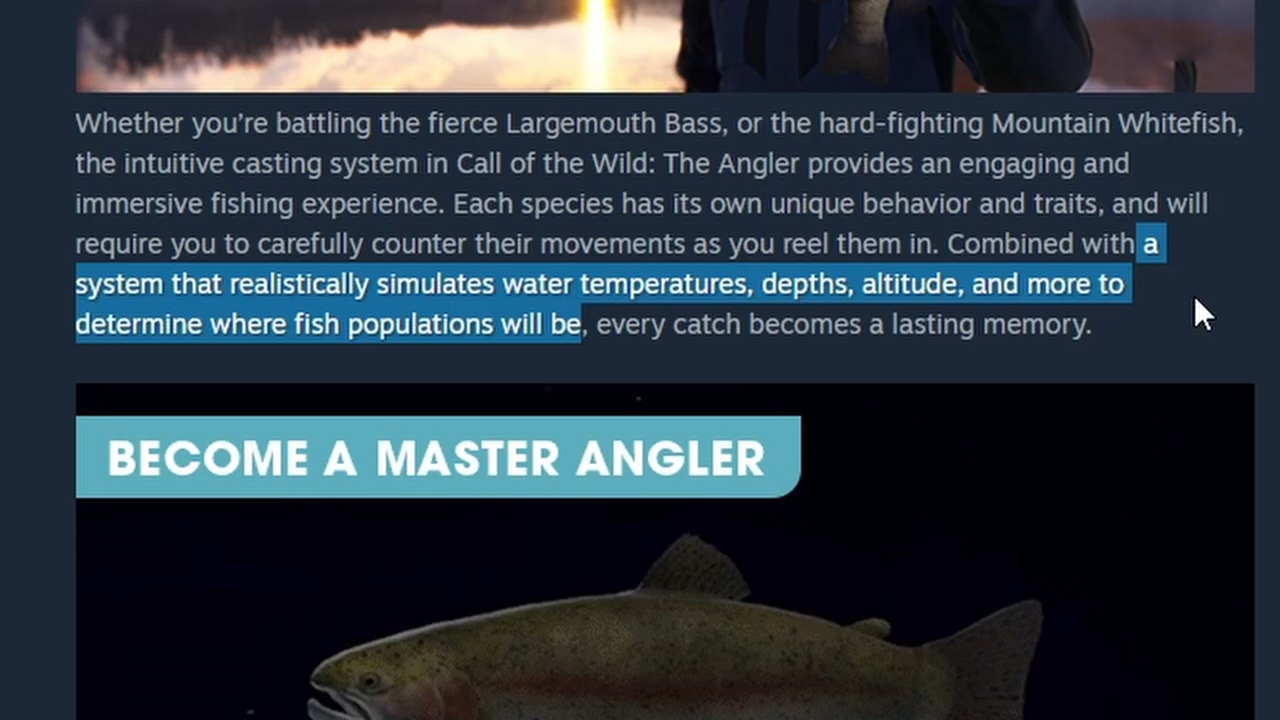 Whether you’re battling the fierce Largemouth Bass, or the hard-fighting Mountain Whitefish,
the intuitive casting system in Call of the Wild: The Angler provides an engaging and
immersive fishing experience. Each species has its own unique behavior and traits, and will
require you to carefully counter their movements as you reel them in. Combined with a
system that realistically simulates water temperatures, depths, altitude, and more to
determine where fish populations will be, every catch becomes a lasting memory.
BECOME A MASTER ANGLER